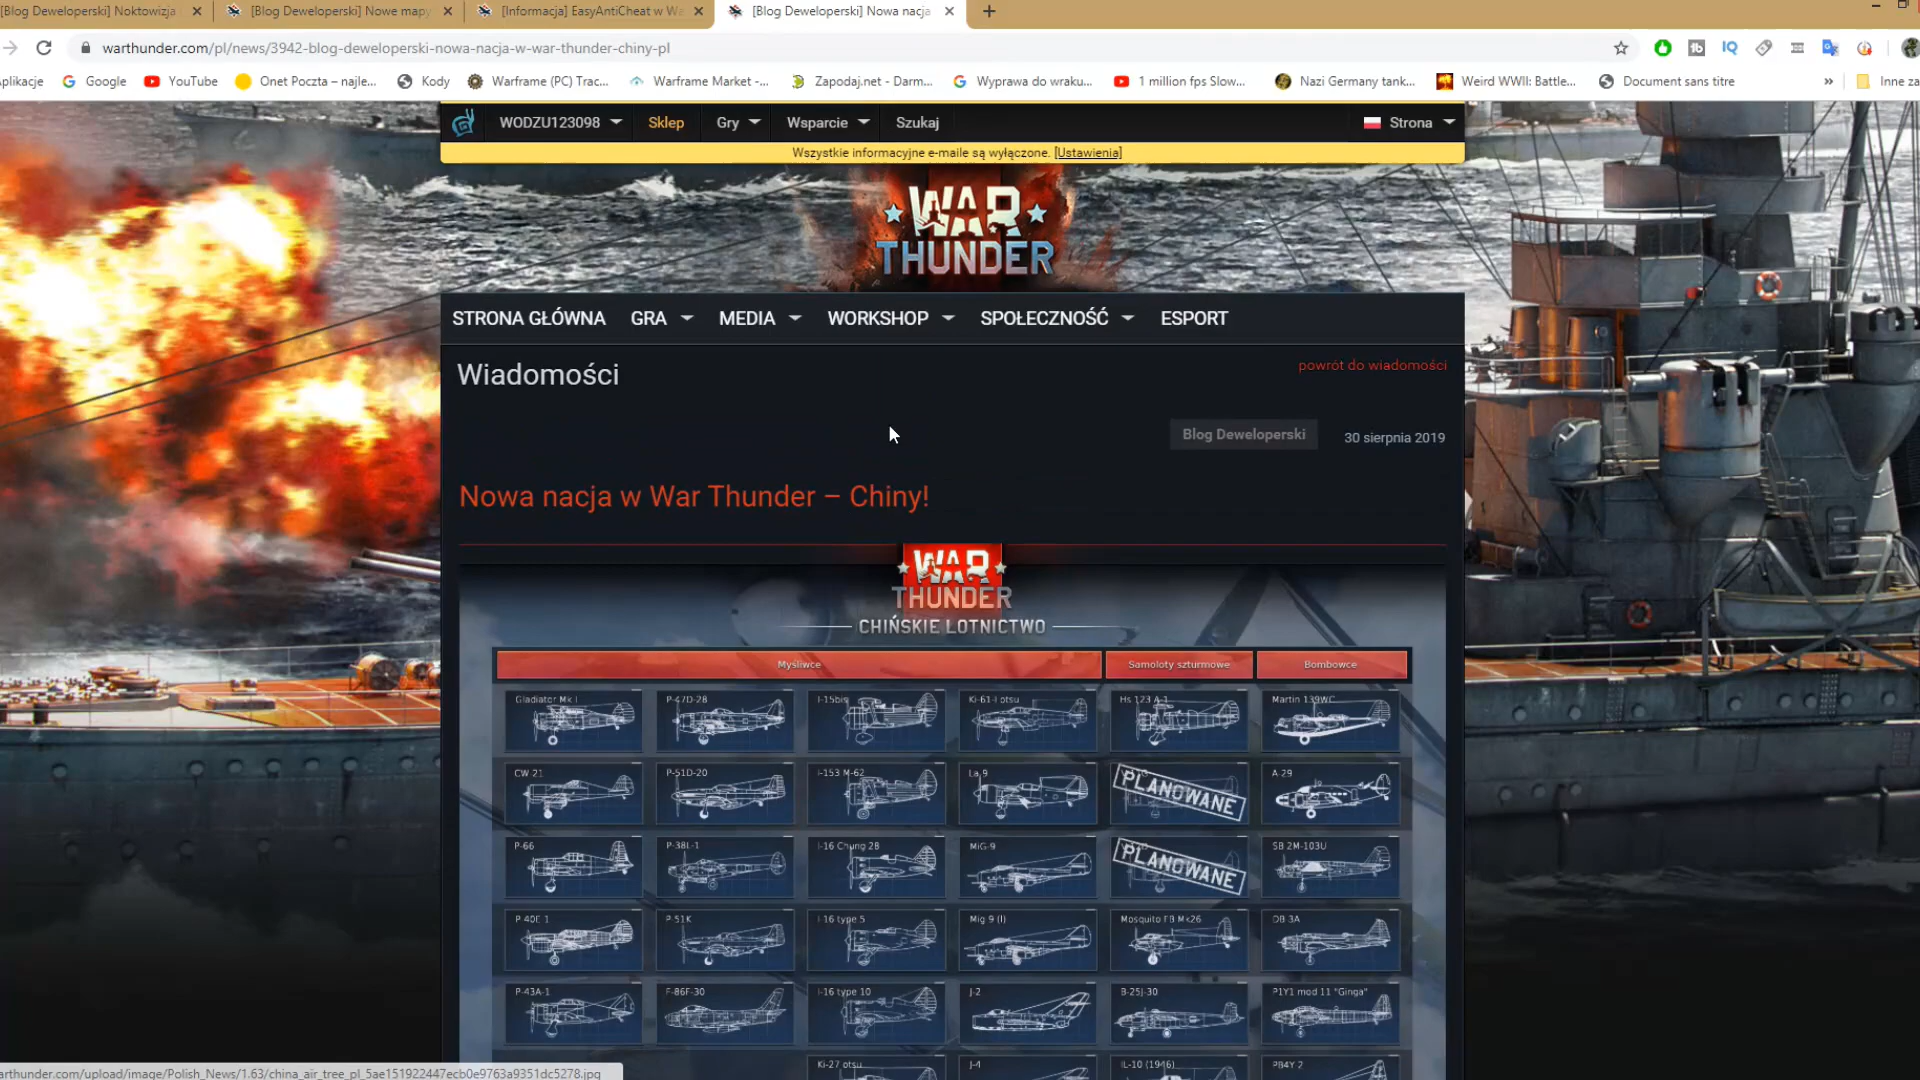 [Blog Deweloperski] Noktowizja
[Blog Deweloperski] Nowe mapy
[Informacja] EasyAntiCheat w Wa
[Blog Deweloperski] Nowa nacja
warthunder.com/pl/news/3942-blog-deweloperski-nowa-nacja-w-war-thunder-chiny-pl
plikacje Google YouTube Onet Poczta – najle... Kody Warframe (PC) Trac... Warframe Market -... Zapodaj.net - Darm... Wyprawa do wraku... 1 million fps Slow... Nazi Germany tank... Weird WWII: Battle... Document sans titre » Inne za
WODZU123098 Sklep Gry Wsparcie Szukaj Strona
Wszystkie informacyjne e-maile są wyłączone. [Ustawienia]
WAR
THUNDER
STRONA GŁÓWNA GRA MEDIA WORKSHOP SPOŁECZNOŚĆ ESPORT
Wiadomości
powrót do wiadomości
Blog Deweloperski 30 sierpnia 2019
Nowa nacja w War Thunder – Chiny!
WAR
THUNDER
CHIŃSKIE LOTNICTWO
Myśliwce Samoloty szturmowe Bombowce
Gladiator Mk I P-47D-28 I-15bis Ki-61-I otsu Hs 123 A-1 Martin 139WC
CW 21 P-51D-20 I-153 M-62 La 9 PLANOWANE A 29
P-66 P-38L-1 I-16 Chung 28 MiG-9 PLANOWANE SB 2M-103U
P 40E 1 P 51K I 16 type 5 Mig 9 (l) Mosquito FB Mk26 DB 3A
P-43A-1 F-86F-30 I-16 type 10 J-2 B-25J-30 P1Y1 mod 11 "Ginga"
Ki-27 otsu J-4 IL-10 (1946) PB4Y 2
arthunder.com/upload/image/Polish_News/1.63/china_air_tree_pl_5ae151922447ecb0e9763a9351dc5278.jpg